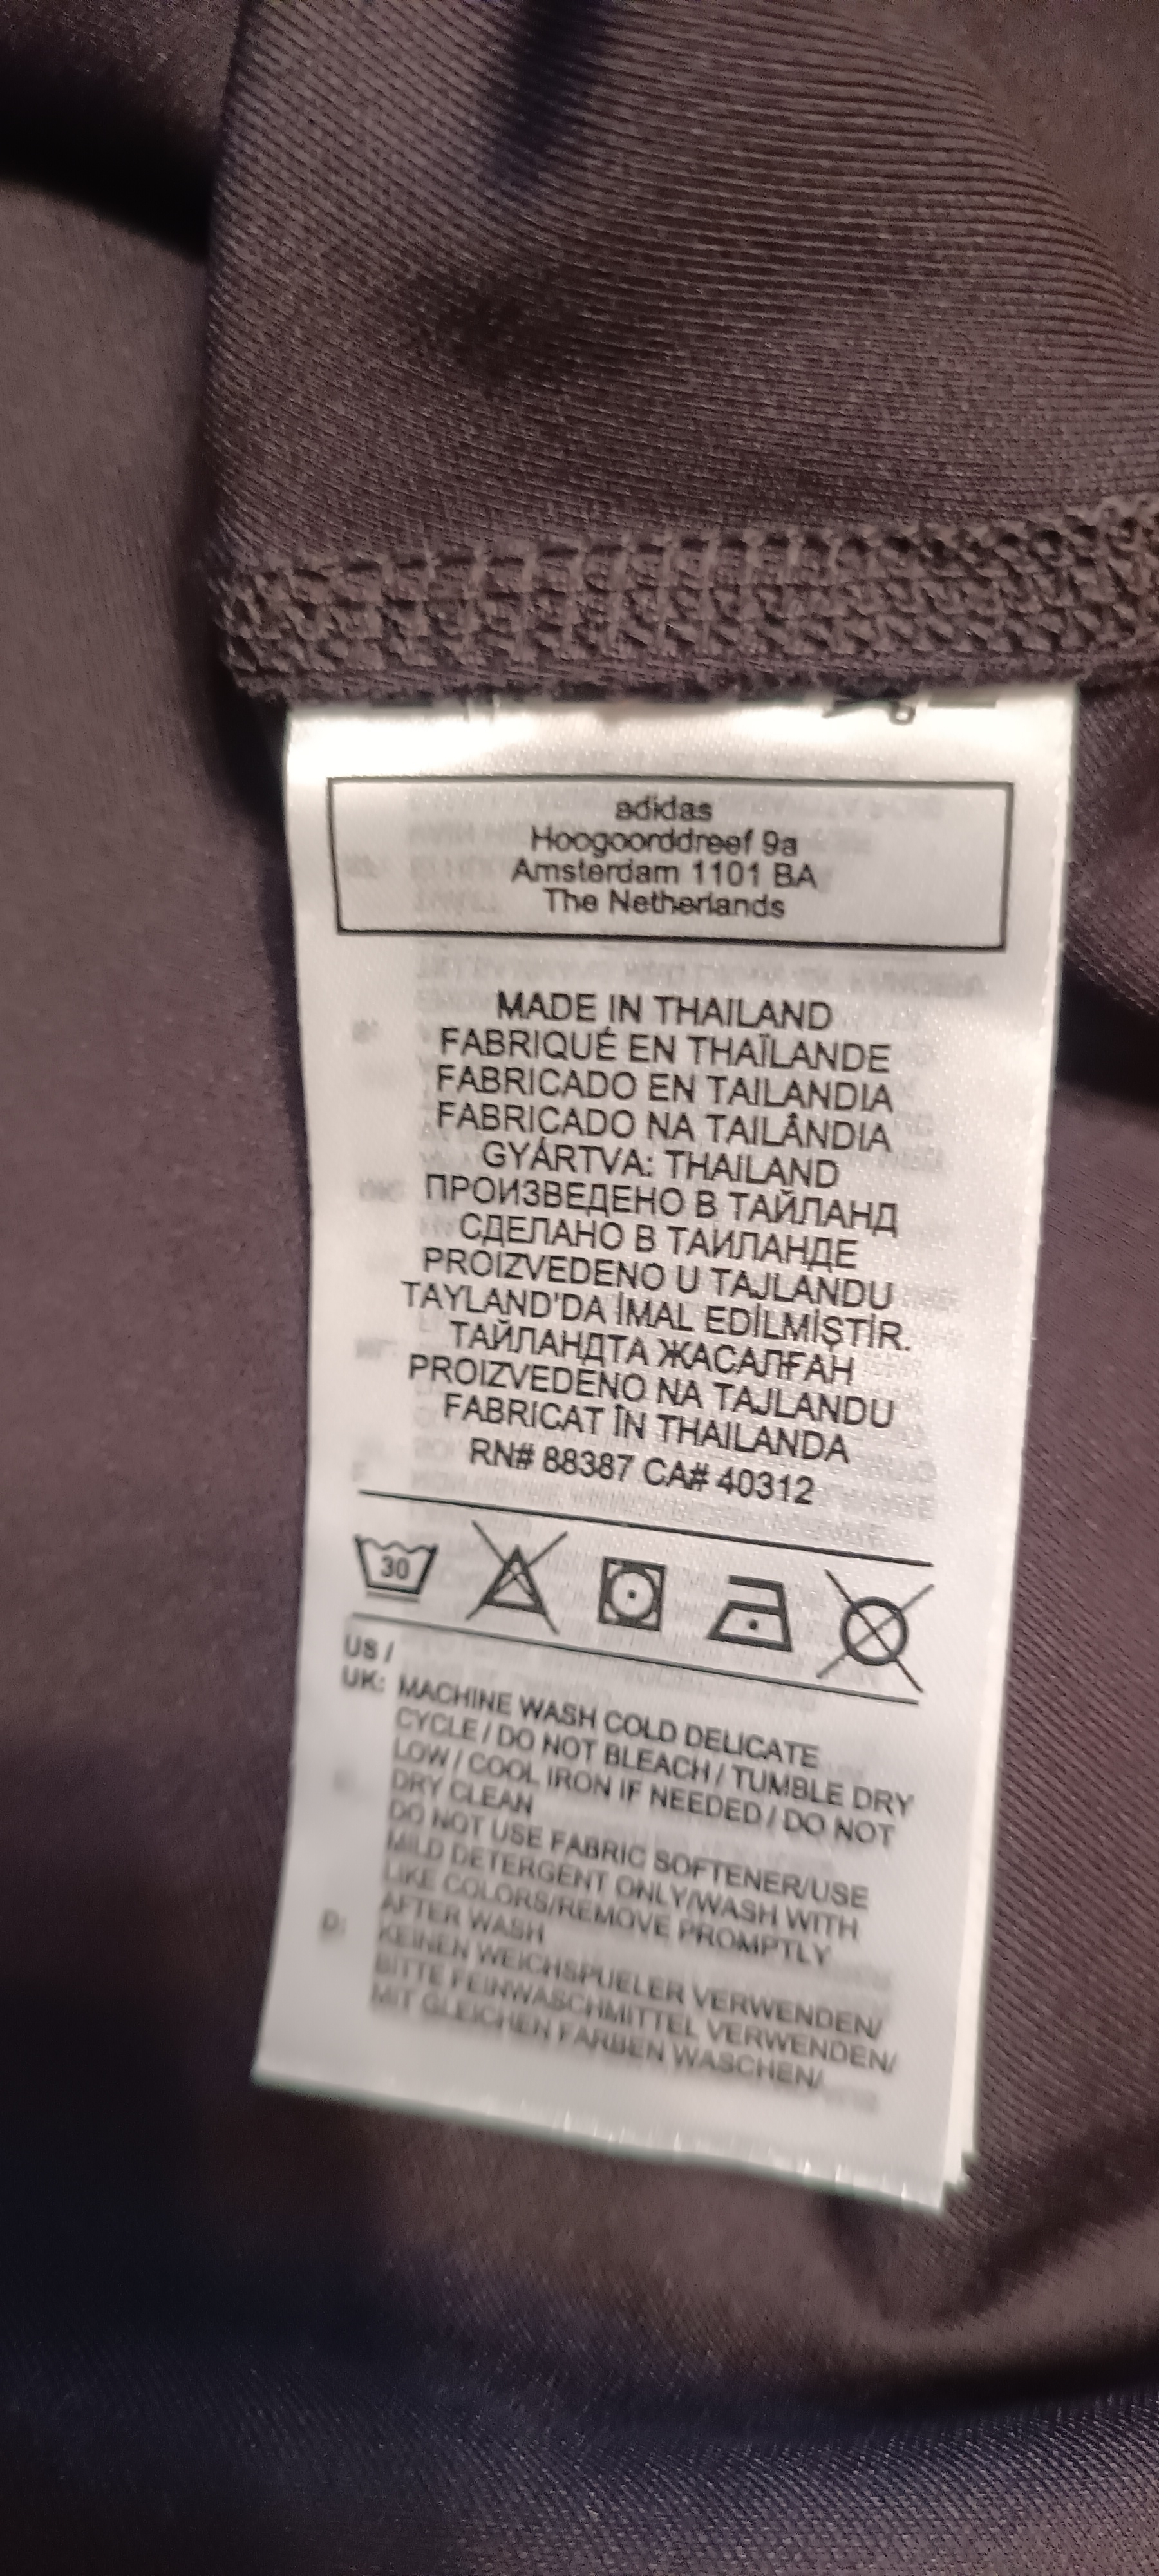 adidas
Hoogoorddreef 9a
Amsterdam 1101 BA
The Netherlands
MADE IN THAILAND
FABRIQUÉ EN THAÏLANDE
FABRICADO EN TAILANDIA
FABRICADO NA TAILÂNDIA
GYÁRTVA: THAILAND
ПРОИЗВЕДЕНО В ТАЙЛАНД
СДЕЛАНО В ТАИЛАНДЕ
PROIZVEDENO U TAJLANDU
TAYLAND'DA İMAL EDİLMİŞTİR.
ТАЙЛАНДТА ЖАСАЛҒАН
PROIZVEDENO NA TAJLANDU
FABRICAT ÎN THAILANDA
RN# 88387 CA# 40312
30
US /
UK: MACHINE WASH COLD DELICATE
CYCLE / DO NOT BLEACH / TUMBLE DRY
LOW / COOL IRON IF NEEDED / DO NOT
DRY CLEAN
DO NOT USE FABRIC SOFTENER/USE
MILD DETERGENT ONLY/WASH WITH
LIKE COLORS/REMOVE PROMPTLY
AFTER WASH
D: KEINEN WEICHSPUELER VERWENDEN/
BITTE FEINWASCHMITTEL VERWENDEN/
MIT GLEICHEN FARBEN WASCHEN/